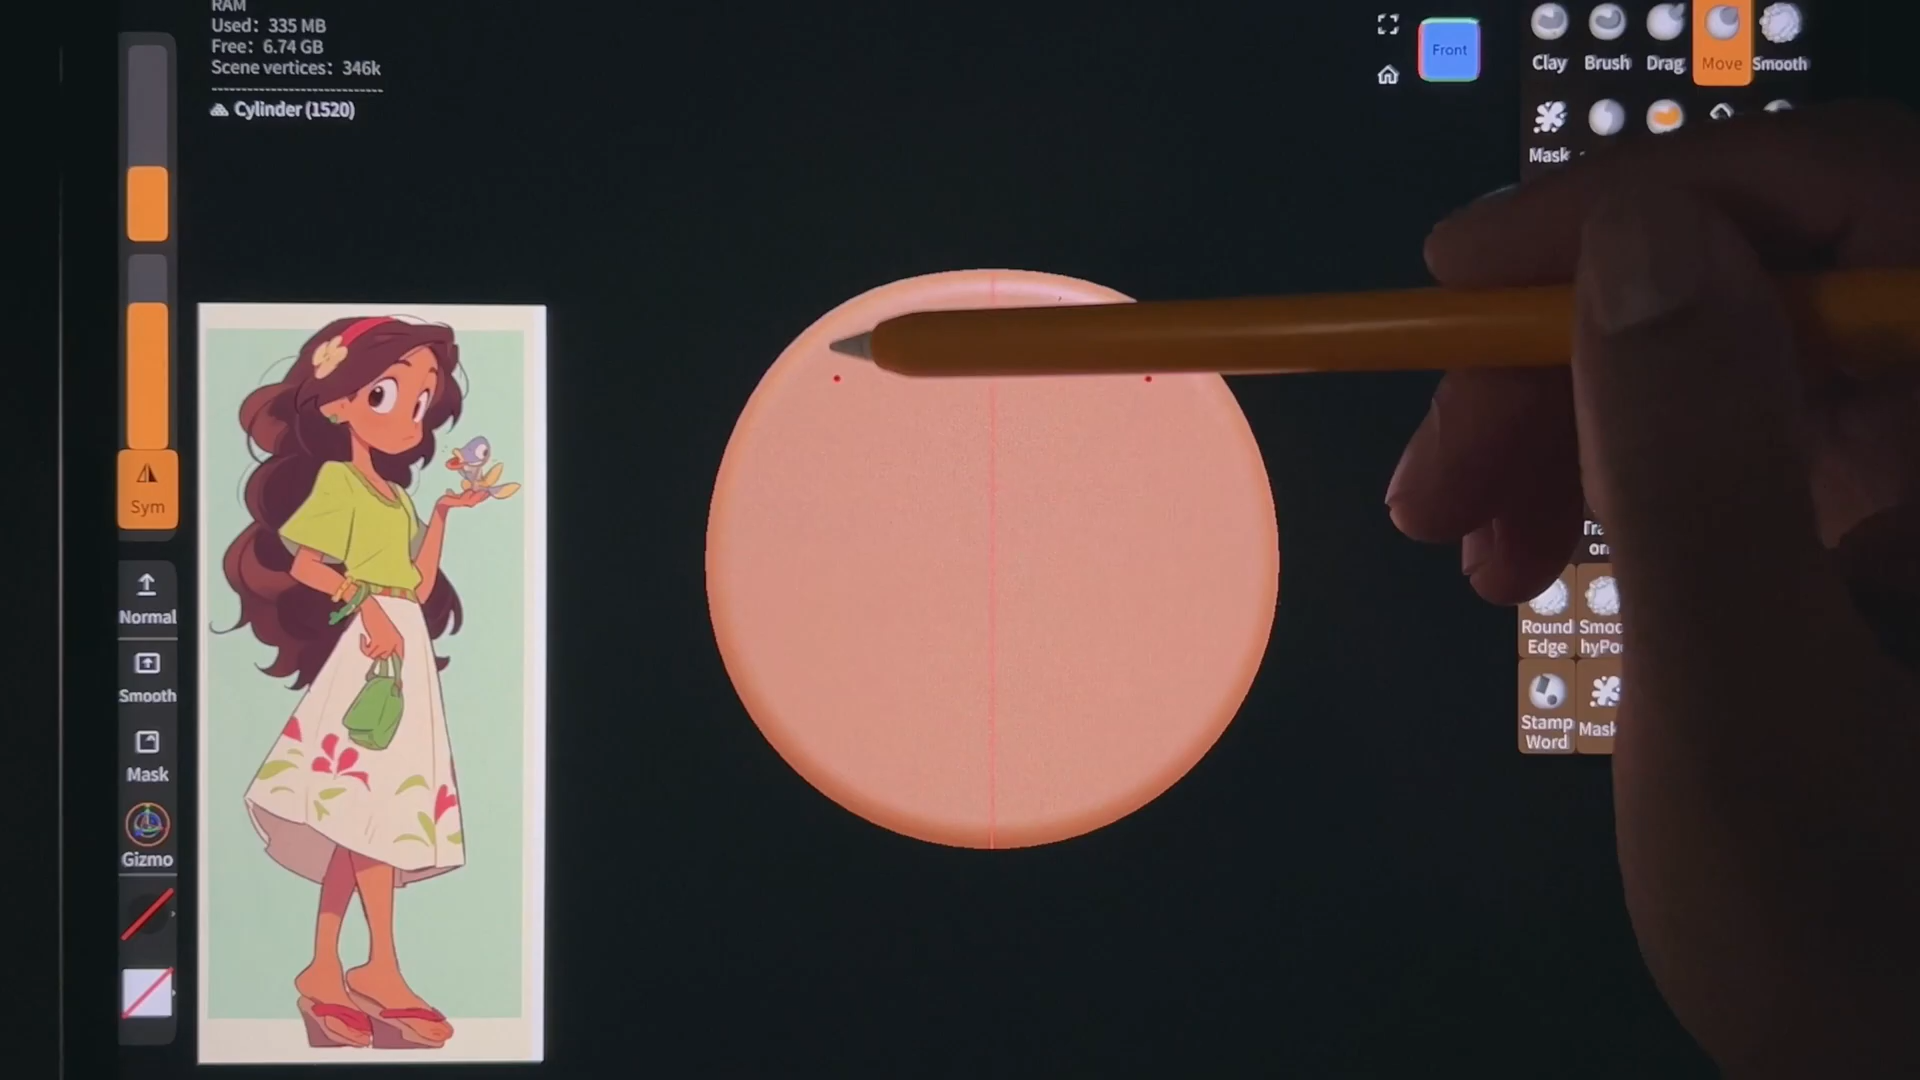 RAM
Used: 335 MB
Free: 6.74 GB
Scene vertices: 346k
Cylinder (1520)
Front
Clay
Brush
Drag
Move
Smooth
Mask
Sym
Normal
Smooth
Mask
Gizmo
Round
Edge
Stamp
Word
Mask